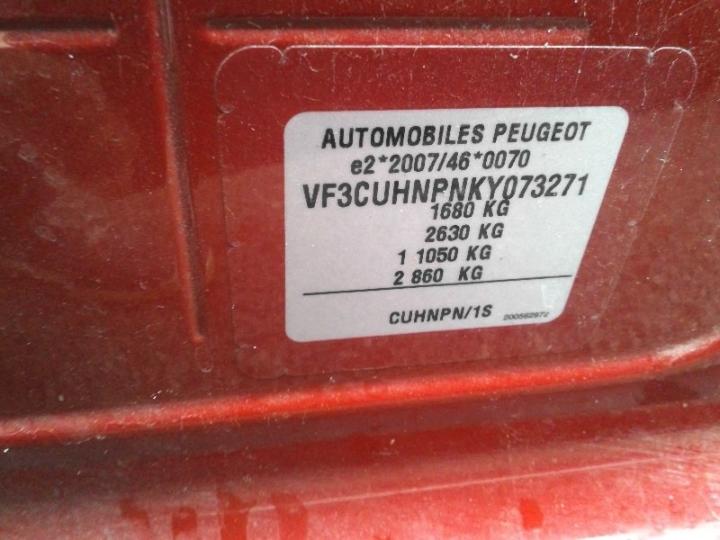 AUTOMOBILES PEUGEOT
e2*2007/46*0070
VF3CUHNPNKY073271
1680 KG
2630 KG
1 1050 KG
2 860 KG
CUHNPN/1S 200562972